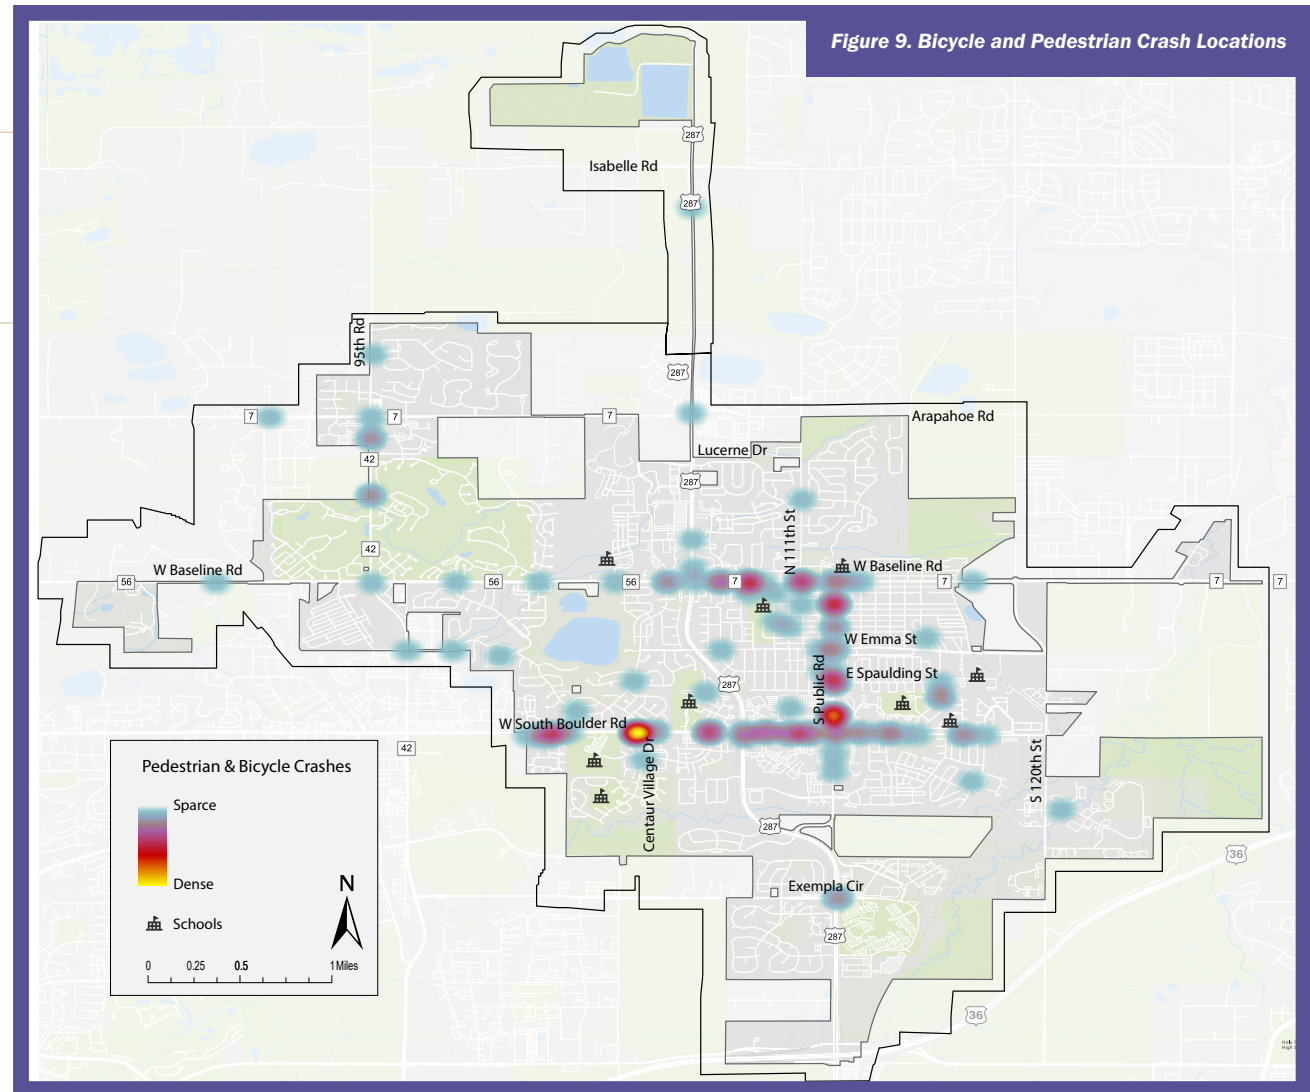 Figure 9. Bicycle and Pedestrian Crash Locations
287
Isabelle Rd
287
95th Rd
287
7
7
7
Arapahoe Rd
Lucerne Dr
42
287
N 111th St
42
W Baseline Rd
W Baseline Rd
56
56
56
7
7
7
7
W Emma St
S Public Rd
E Spaulding St
287
W South Boulder Rd
42
Centaur Village Dr
S 120th St
Pedestrian & Bicycle Crashes
Sparce
Dense
Schools
N
0 0.25 0.5 1 Miles
287
36
Exempla Cir
287
36